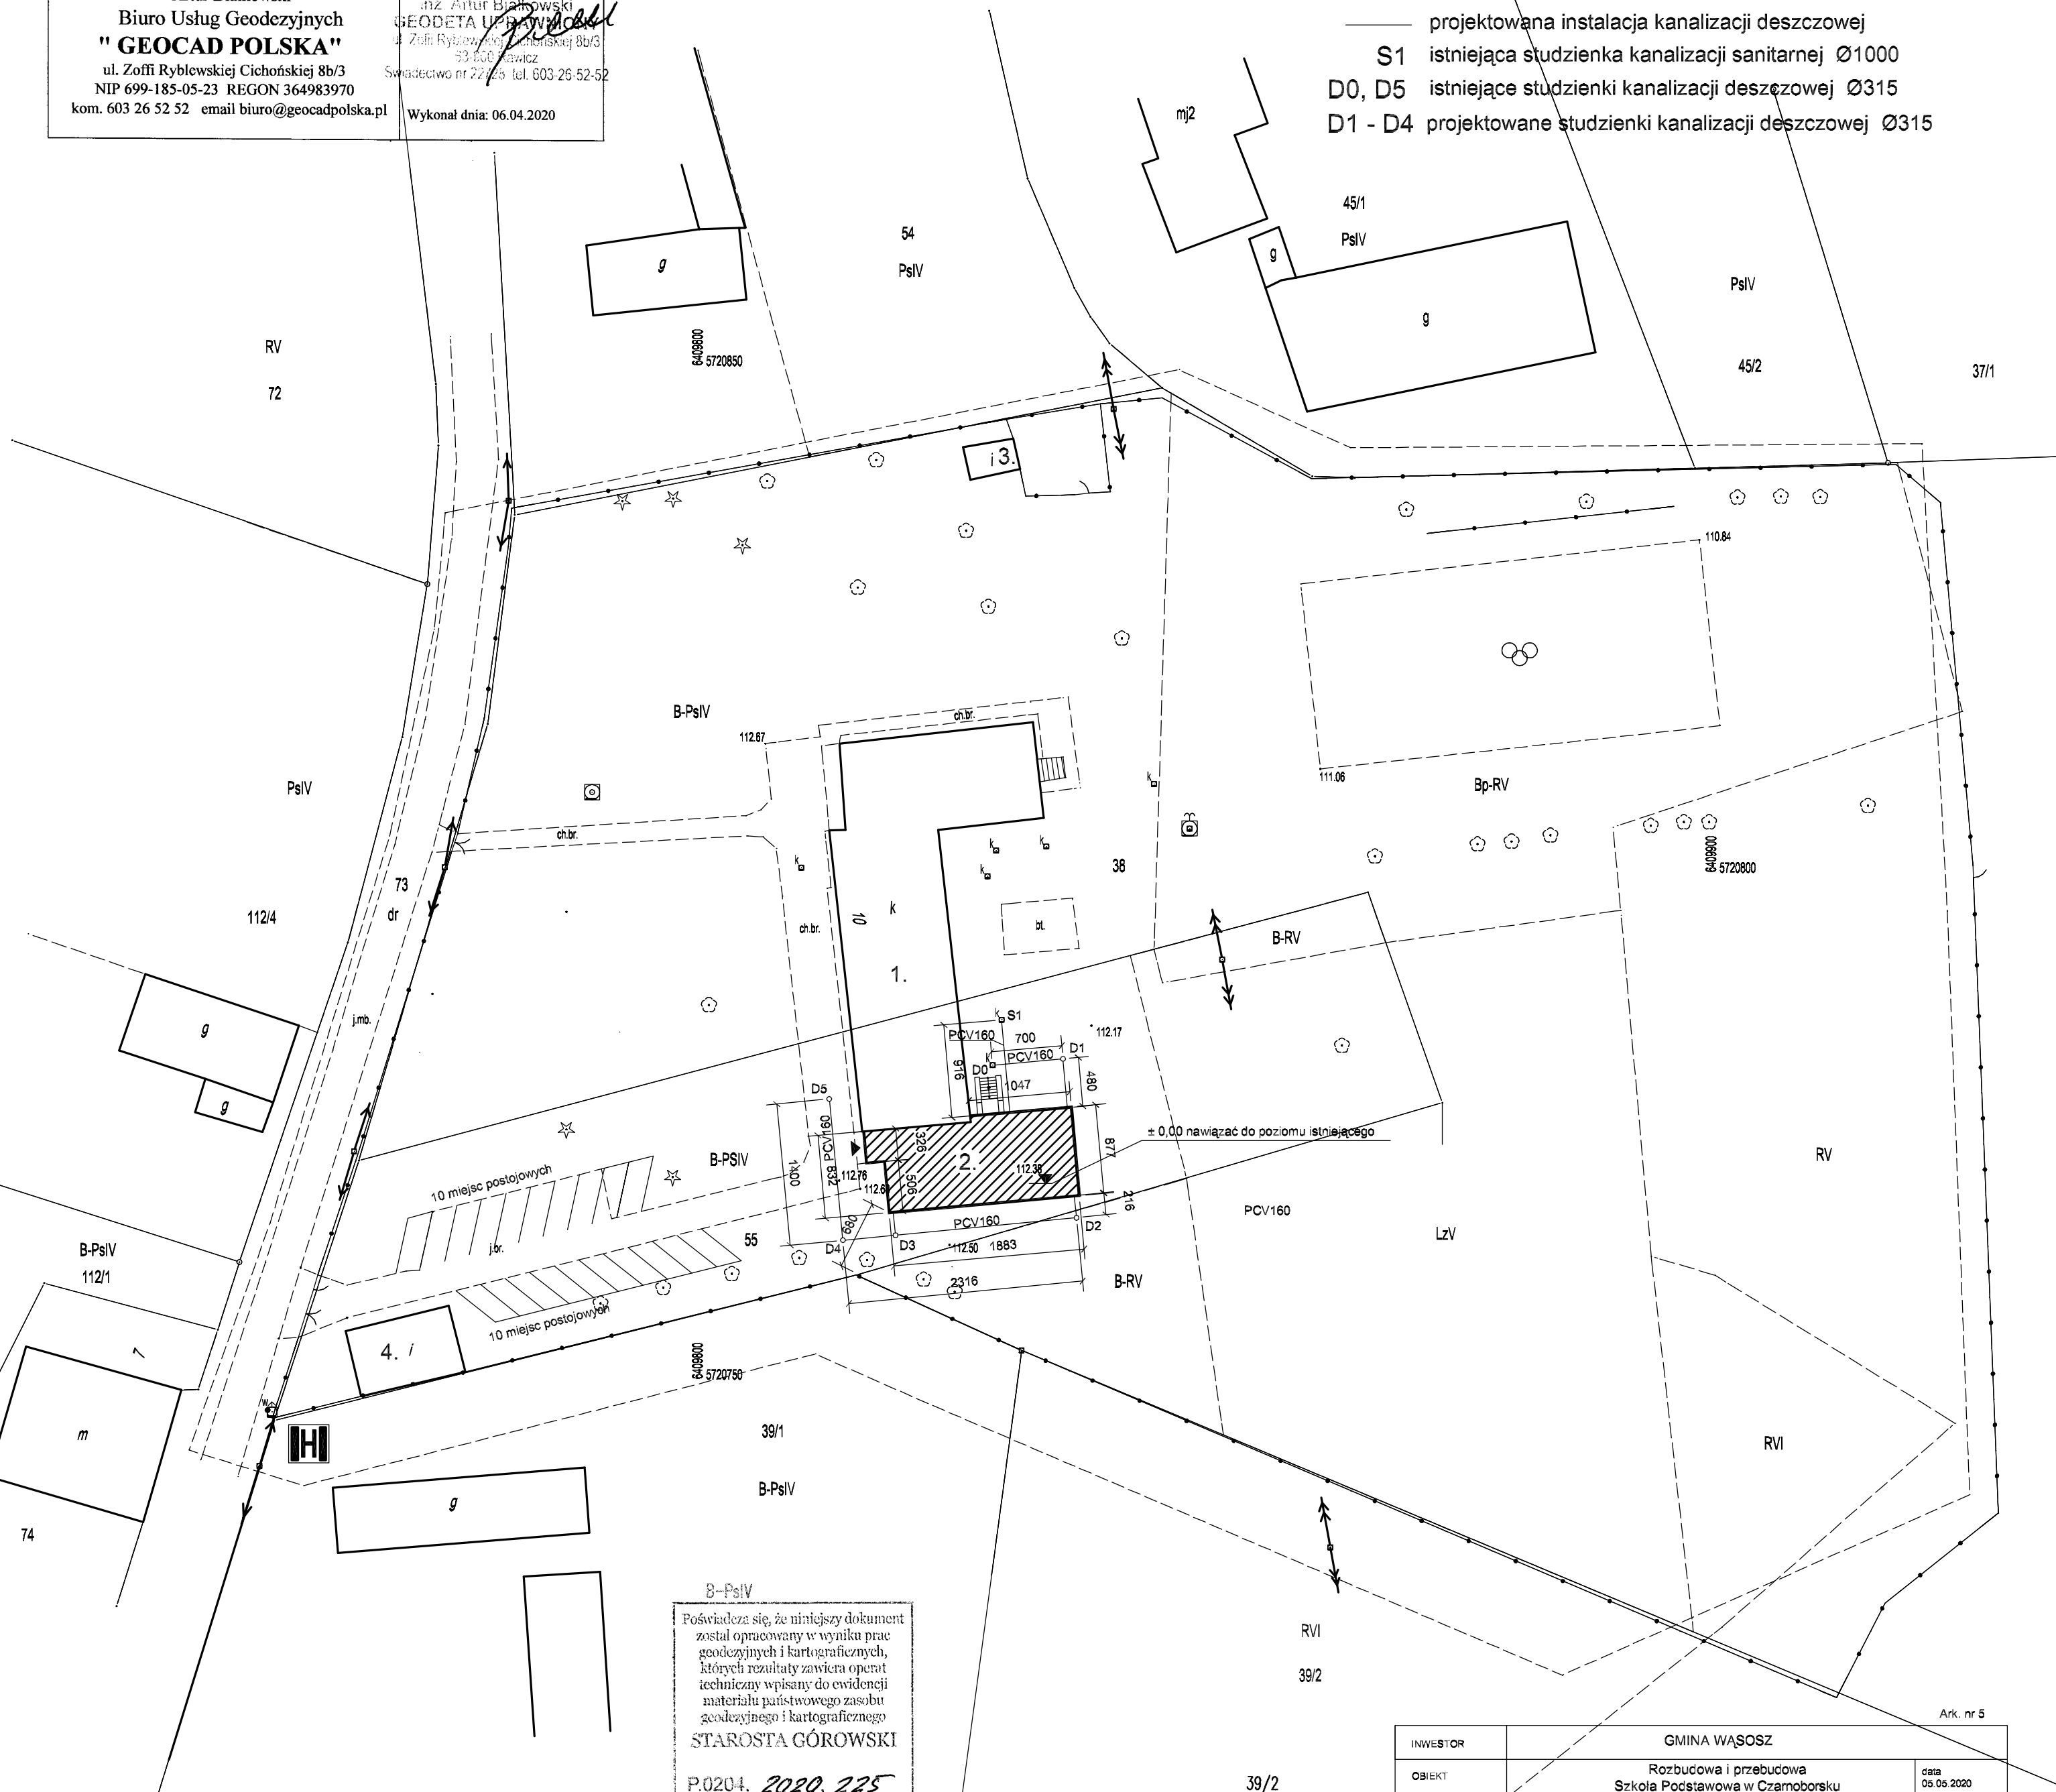 Biuro Usług Geodezyjnych
" GEOCAD POLSKA"
ul. Zoffi Ryblewskiej Cichońskiej 8b/3
NIP 699-185-05-23 REGON 364983970
kom. 603 26 52 52 email biuro@geocadpolska.pl
inż. Artur Białkowski
GEODETA UPRAWNIONY
Wykonał dnia: 06.04.2020
projektowana instalacja kanalizacji deszczowej
S1 istniejąca studzienka kanalizacji sanitarnej Ø1000
D0, D5 istniejące studzienki kanalizacji deszczowej Ø315
D1 - D4 projektowane studzienki kanalizacji deszczowej Ø315
mj2
45/1
PsIV
g
g
54
PsIV
g
6409800
5720850
RV
72
PsIV
45/2
37/1
i 3.
110.84
111.06
Bp-RV
B-PsIV
112.67
ch.br.
ch.br.
ch.br.
PsIV
73
dr
112/4
g
g
j.mb.
k
k
k
k
k
10
k
1.
bt.
38
B-RV
6409900
5720800
k S1
PCV160
700
112.17
k
PCV160
D1
D0
916
1047
480
D5
PCV160
1400
832
326
506
2.
112.76
112.38
877
216
± 0,00 nawiązać do poziomu istniejącego
B-PSIV
10 miejsc postojowych
j.br.
10 miejsc postojowych
55
680
D4
D3
PCV160
D2
112.50
1883
2316
B-RV
PCV160
LzV
RV
RVI
B-PsIV
112/1
4. i
7
m
w
H
74
g
6409800
5720750
39/1
B-PsIV
B-PsIV
RVI
39/2
39/2
Poświadcza się, że niniejszy dokument
został opracowany w wyniku prac
geodezyjnych i kartograficznych,
których rezultaty zawiera operat
techniczny wpisany do ewidencji
materiału państwowego zasobu
geodezyjnego i kartograficznego
STAROSTA GÓROWSKI
P.0204. 2020. 225
Ark. nr 5
INWESTOR
GMINA WĄSOSZ
OBIEKT
Rozbudowa i przebudowa
Szkoła Podstawowa w Czarnoborsku
data
05.05.2020